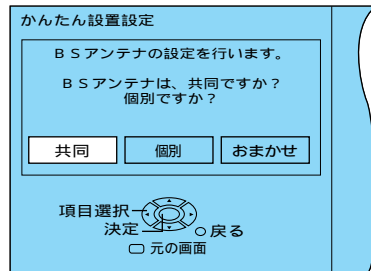 かんたん設置設定
ＢＳアンテナの設定を行います。
ＢＳアンテナは、共同ですか？
個別ですか？
共同 個別 おまかせ
項目選択
決定
戻る
元の画面